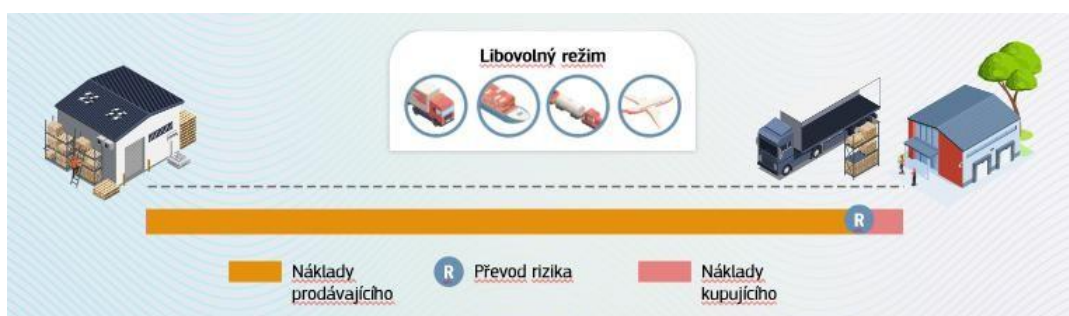 Libovolný režim
R
R
Převod rizika
Náklady
prodávajícího
Náklady
kupujícího